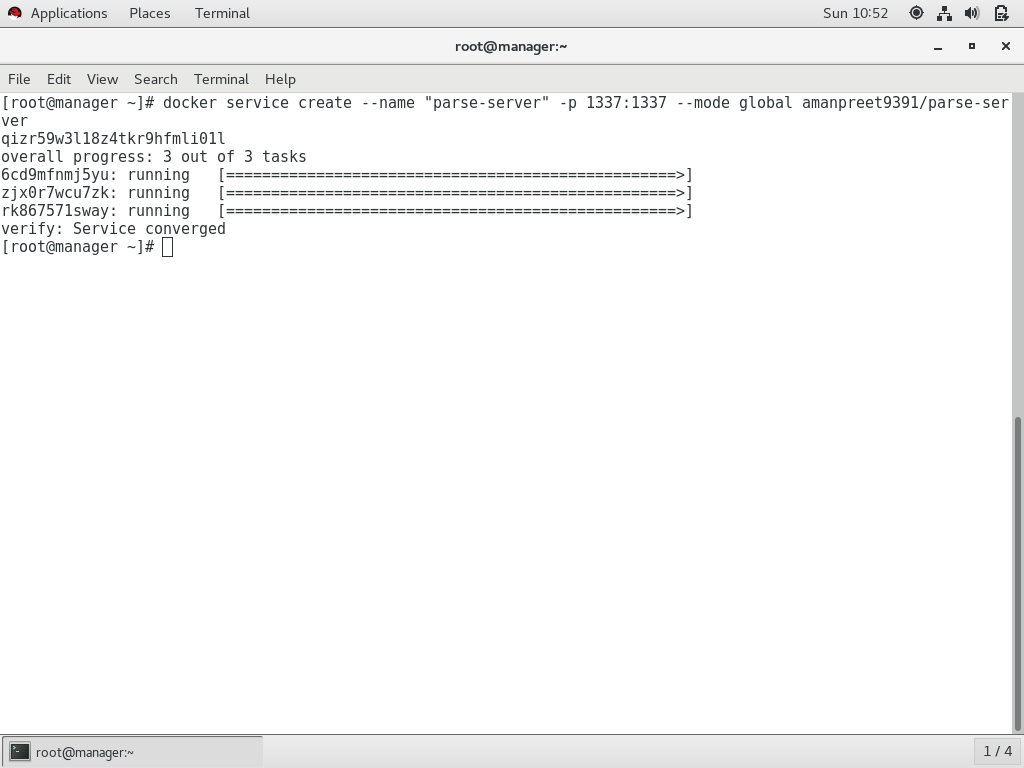 Applications Places Terminal Sun 10:52
root@manager:~
File Edit View Search Terminal Help
[root@manager ~]# docker service create --name "parse-server" -p 1337:1337 --mode global amanpreet9391/parse-ser
ver
qizr59w3l18z4tkr9hfmli01l
overall progress: 3 out of 3 tasks
6cd9mfnmj5yu: running   [==================================================>]
zjx0r7wcu7zk: running   [==================================================>]
rk867571sway: running   [==================================================>]
verify: Service converged
[root@manager ~]#
root@manager:~ 1 / 4